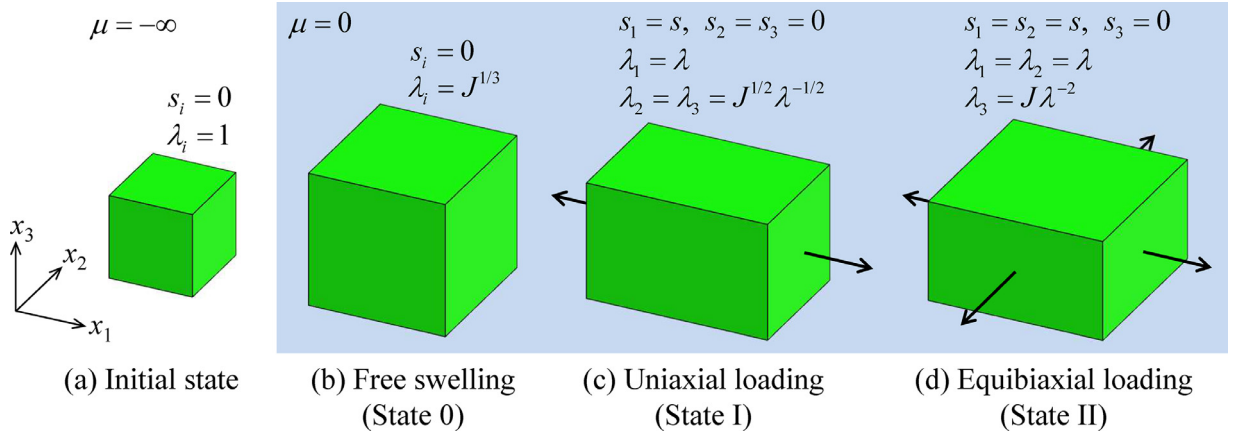 μ = −∞
s_i = 0
λ_i = 1
x_3
x_2
x_1
(a) Initial state
μ = 0
s_i = 0
λ_i = J^{1/3}
(b) Free swelling
(State 0)
s_1 = s, s_2 = s_3 = 0
λ_1 = λ
λ_2 = λ_3 = J^{1/2} λ^{−1/2}
(c) Uniaxial loading
(State I)
s_1 = s_2 = s, s_3 = 0
λ_1 = λ_2 = λ
λ_3 = Jλ^{−2}
(d) Equibiaxial loading
(State II)